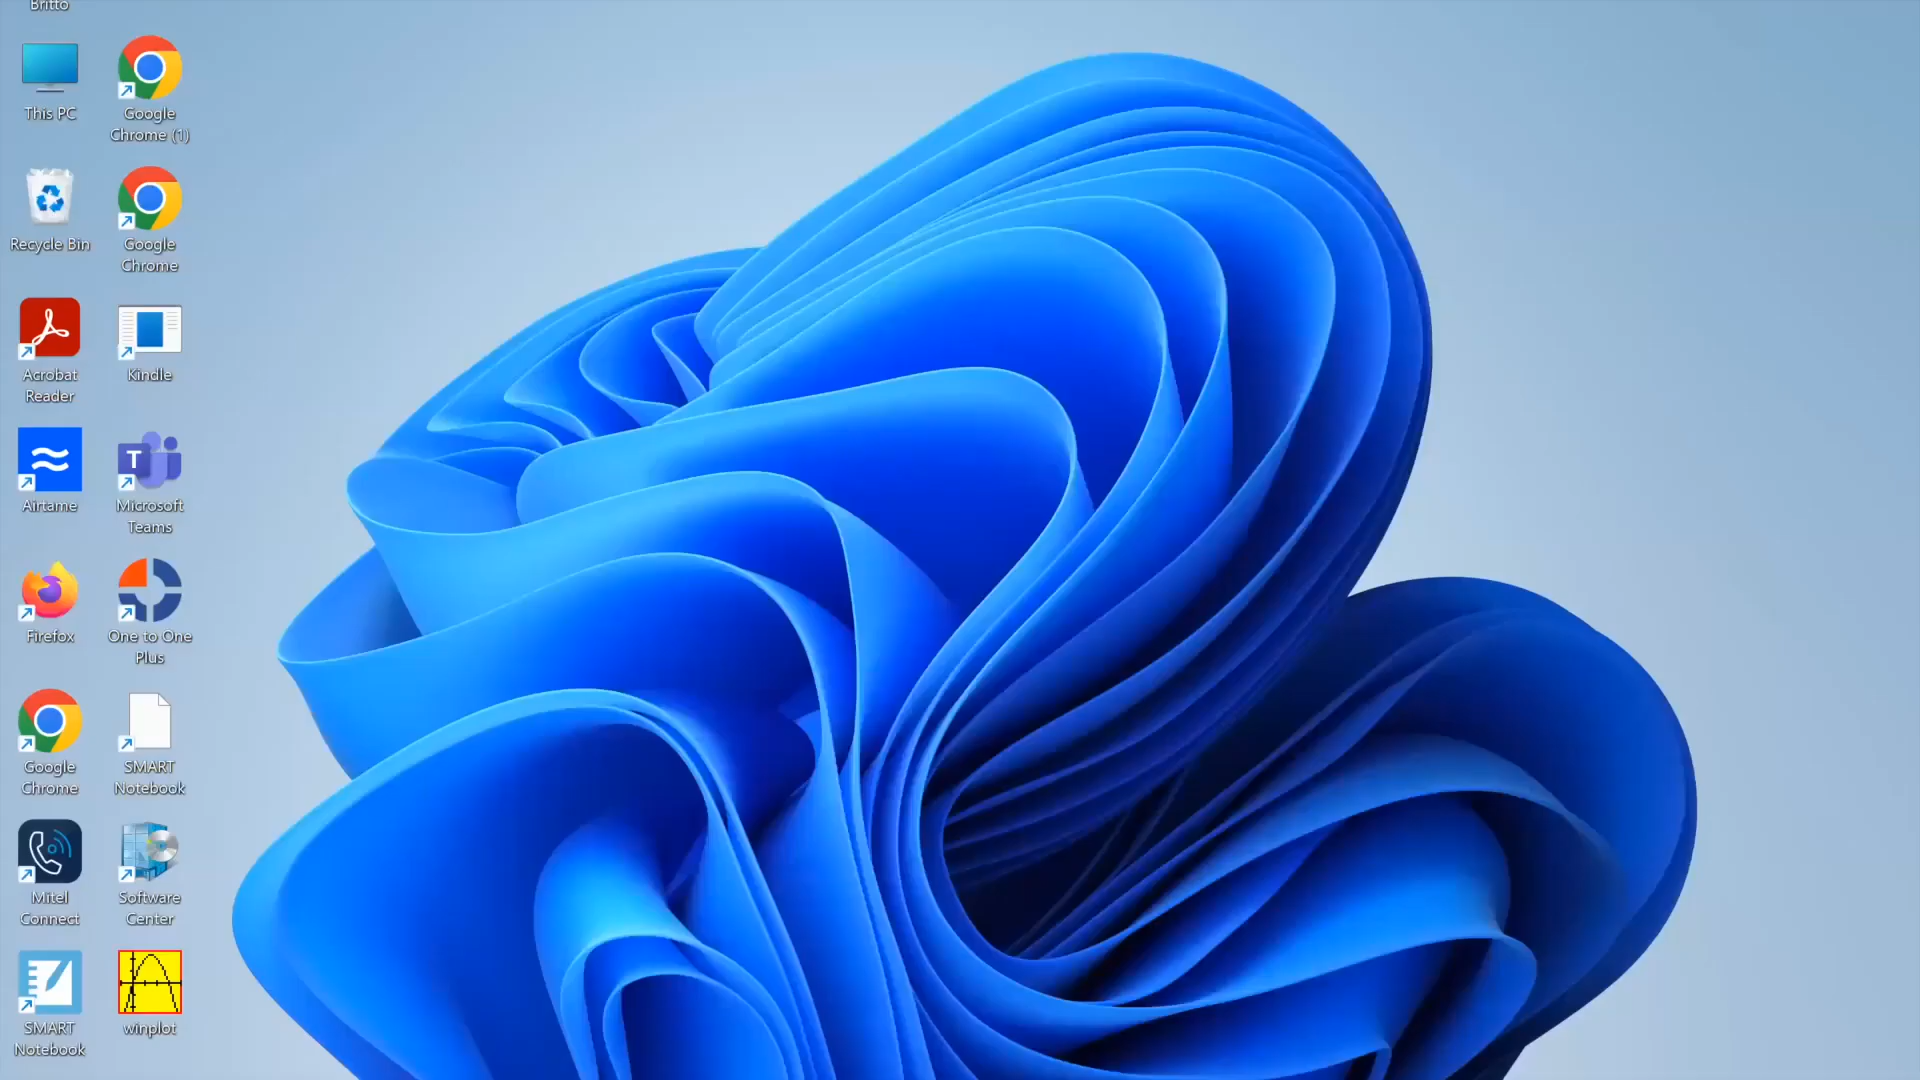 Britto
This PC
Google
Chrome (1)
Recycle Bin
Google
Chrome
Acrobat
Reader
Kindle
Airtame
T
Microsoft
Teams
Firefox
One to One
Plus
Google
Chrome
SMART
Notebook
Mitel
Connect
Software
Center
SMART
Notebook
winplot